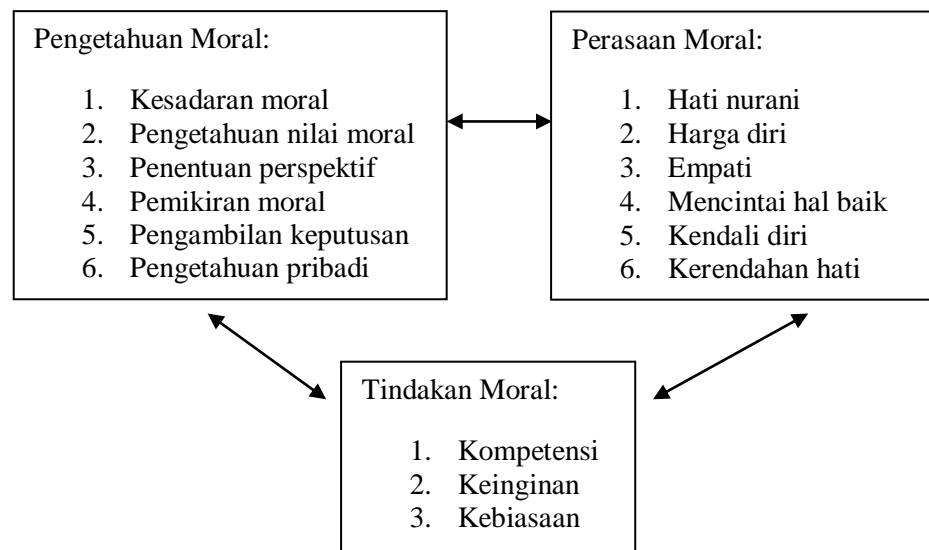 Pengetahuan Moral:
1. Kesadaran moral
2. Pengetahuan nilai moral
3. Penentuan perspektif
4. Pemikiran moral
5. Pengambilan keputusan
6. Pengetahuan pribadi
Perasaan Moral:
1. Hati nurani
2. Harga diri
3. Empati
4. Mencintai hal baik
5. Kendali diri
6. Kerendahan hati
Tindakan Moral:
1. Kompetensi
2. Keinginan
3. Kebiasaan